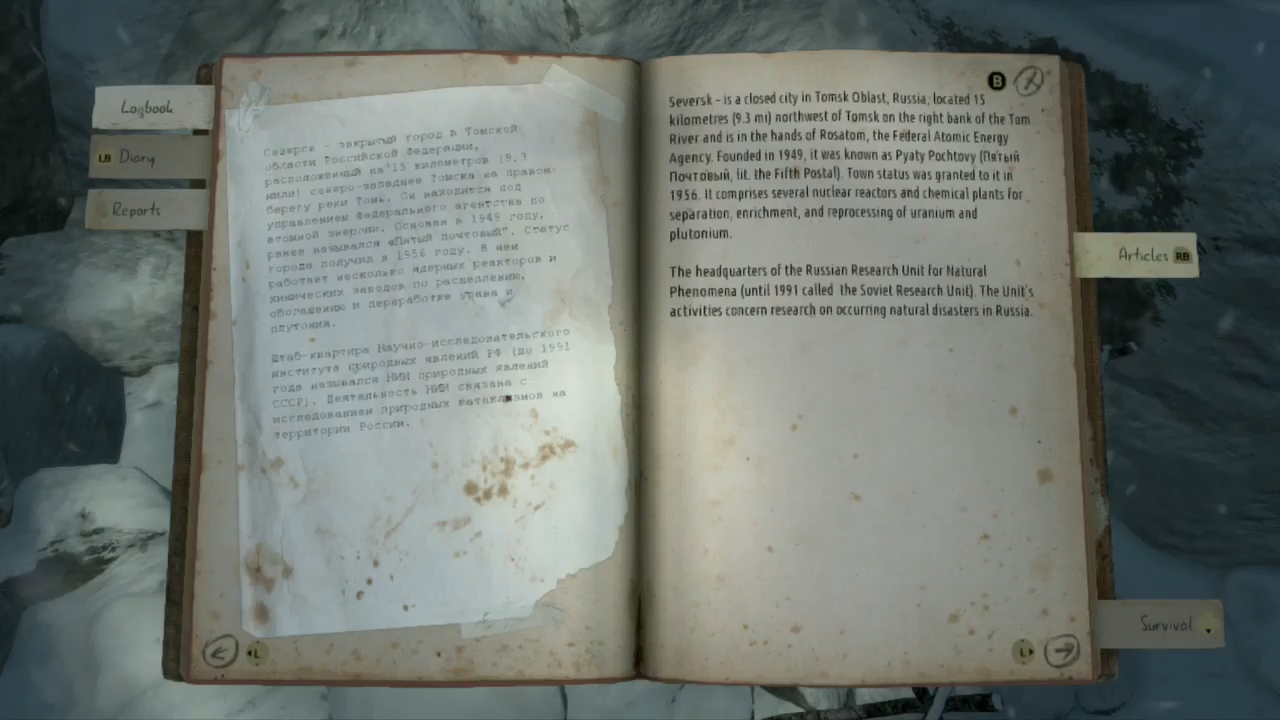 Logbook
LB Diary
Reports
Северск - закрытый город в Томской
области Российской Федерации,
расположенный на 15 километров (9,3
мили) северо-западнее Томска на правом
берегу реки Томь. Он находится под
управлением Федерального агентства по
атомной энергии. Основан в 1949 году,
ранее назывался «Пятый почтовый". Статус
города получил в 1956 году. В нем
работает несколько ядерных реакторов и
химических заводов по расщеплению,
обогащению и переработке урана и
плутония.
Штаб-квартира Научно-исследовательского
института природных явлений РФ (до 1991
года назывался НИИ природных явлений
СССР). Деятельность НИИ связана с
исследованием природных катаклизмов на
территории России.
L
B
Seversk - is a closed city in Tomsk Oblast, Russia, located 15
kilometres (9.3 mi) northwest of Tomsk on the right bank of the Tom
River and is in the hands of Rosatom, the Federal Atomic Energy
Agency. Founded in 1949, it was known as Pyaty Pochtovy (Пятый
Почтовый, lit. the Fifth Postal). Town status was granted to it in
1956. It comprises several nuclear reactors and chemical plants for
separation, enrichment, and reprocessing of uranium and
plutonium.
The headquarters of the Russian Research Unit for Natural
Phenomena (until 1991 called the Soviet Research Unit). The Unit's
activities concern research on occurring natural disasters in Russia.
L
Articles RB
Survival